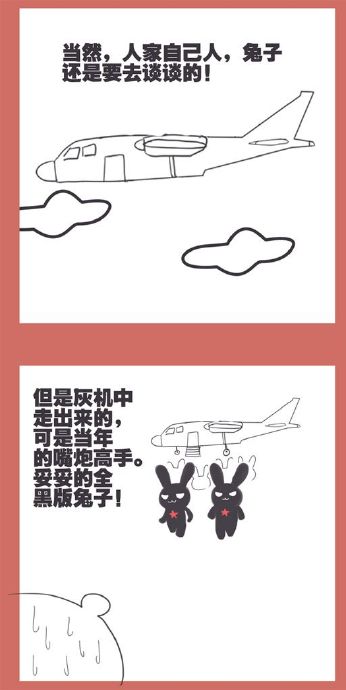 当然，人家自己人，兔子
还是要去谈谈的！
但是灰机中
走出来的，
可是当年
的嘴炮高手。
妥妥的全
黑版兔子！